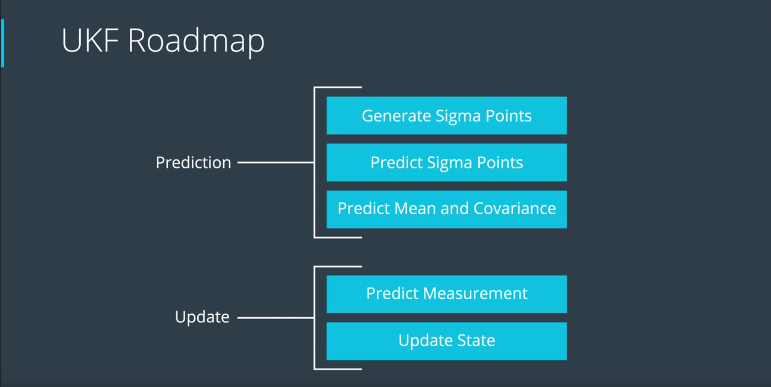 UKF Roadmap
Prediction
Generate Sigma Points
Predict Sigma Points
Predict Mean and Covariance
Update
Predict Measurement
Update State